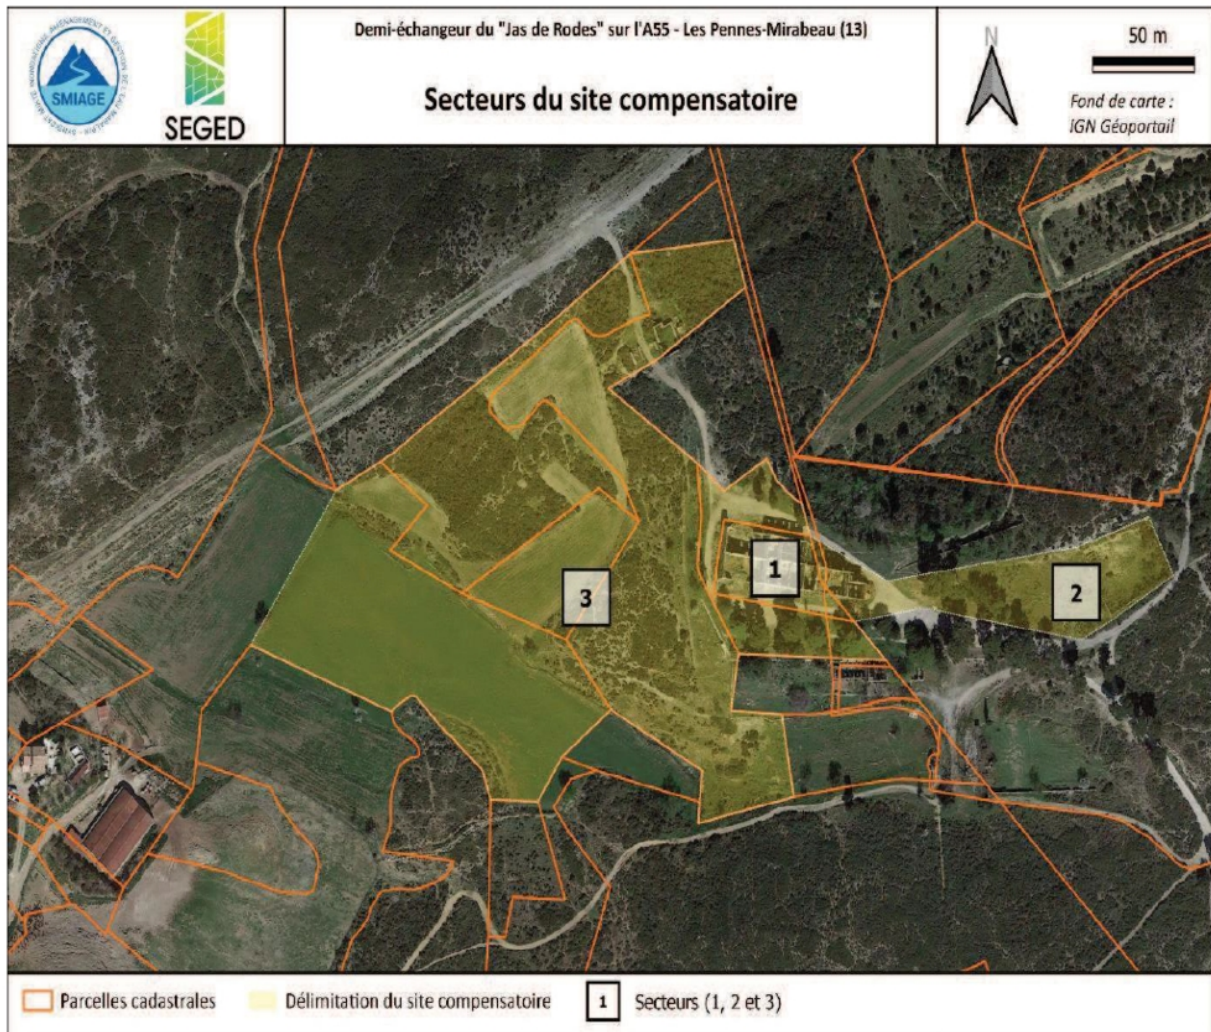 Demi-échangeur du "Jas de Rodes" sur l'A55 - Les Pennes-Mirabeau (13)
Secteurs du site compensatoire
SMIAGE
SEGED
N
50 m
Fond de carte :
IGN Géoportail
1
2
3
Parcelles cadastrales
Délimitation du site compensatoire
1
Secteurs (1, 2 et 3)